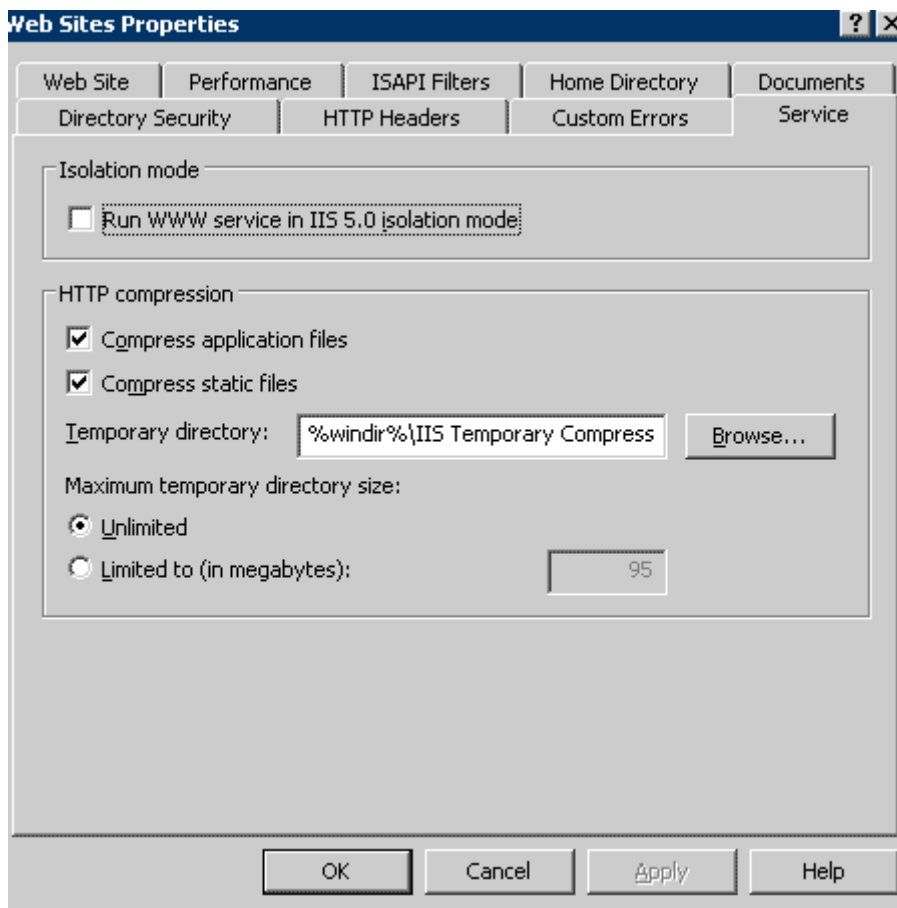 Web Sites Properties
Web Site Performance ISAPI Filters Home Directory Documents
Directory Security HTTP Headers Custom Errors Service
Isolation mode
Run WWW service in IIS 5.0 isolation mode
HTTP compression
Compress application files
Compress static files
Temporary directory: %windir%\IIS Temporary Compress Browse...
Maximum temporary directory size:
Unlimited
Limited to (in megabytes): 95
OK Cancel Apply Help